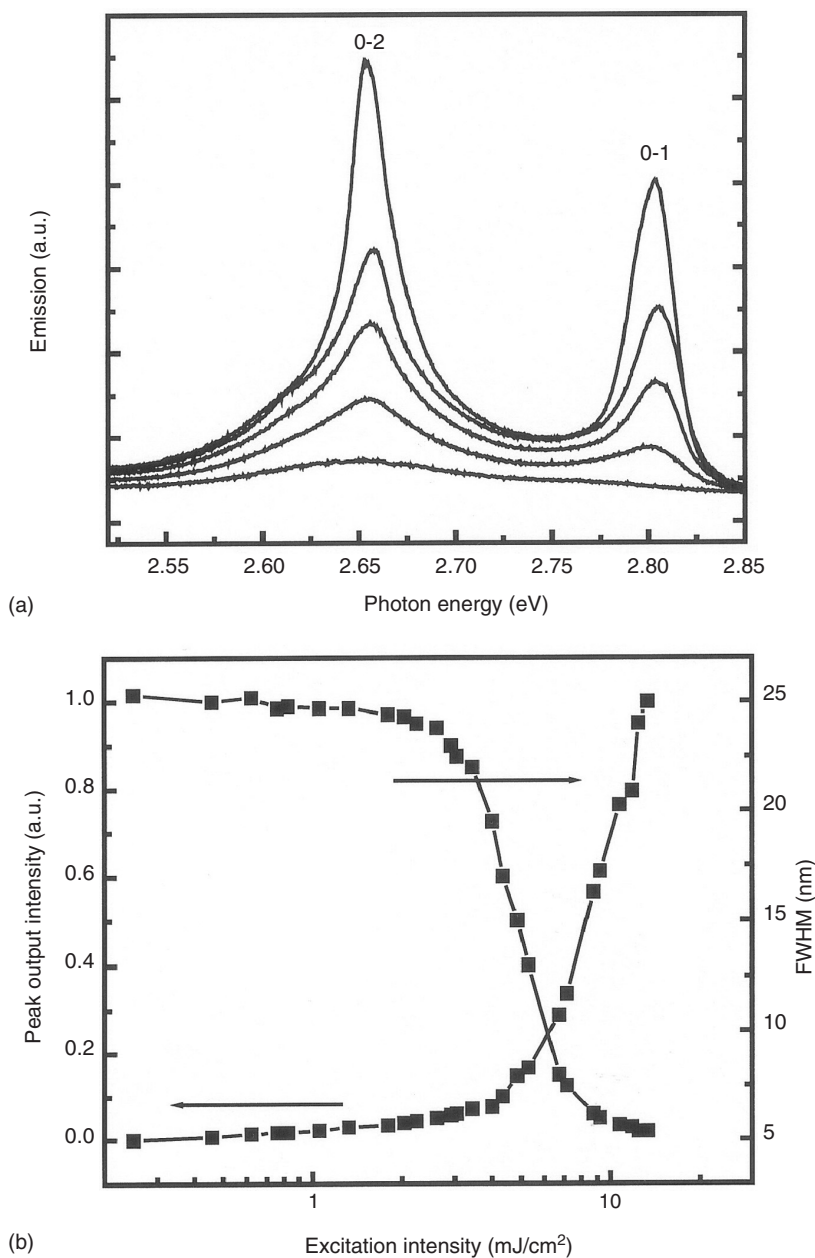 0-2
0-1
Emission (a.u.)
2.55 2.60 2.65 2.70 2.75 2.80 2.85
(a)
Photon energy (eV)
1.0
0.8
0.6
0.4
0.2
0.0
Peak output intensity (a.u.)
25
20
15
10
5
FWHM (nm)
1 10
(b)
Excitation intensity (mJ/cm²)